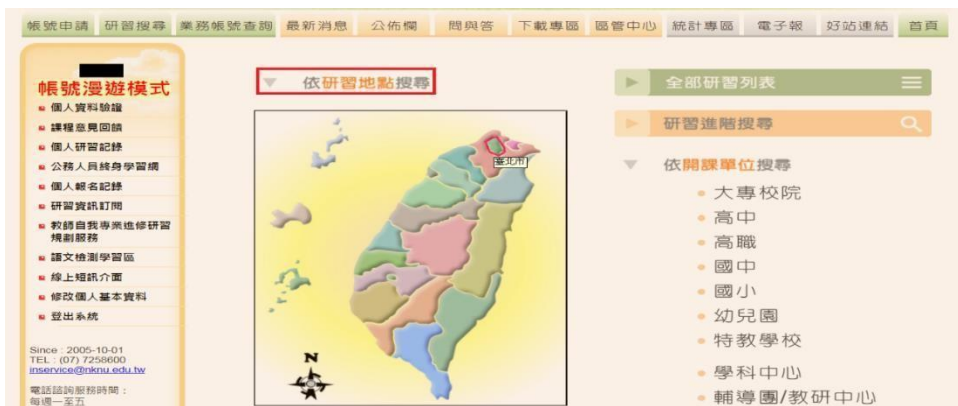 帳號申請 研習搜尋 業務帳號查詢 最新消息 公佈欄 問與答 下載專區 區管中心 統計專區 電子報 好站連結 首頁
帳號漫遊模式
個人資料驗證
課程意見回饋
個人研習記錄
公務人員終身學習網
個人報名記錄
研習資訊訂閱
教師自我專業進修研習
規劃服務
語文檢測學習區
線上短訊介面
修改個人基本資料
登出系統
Since : 2005-10-01
TEL : (07) 7258600
inservice@nknu.edu.tw
電話諮詢服務時間：
每週一至五
依研習地點搜尋
臺北市
N
全部研習列表
研習進階搜尋
依開課單位搜尋
大專校院
高中
高職
國中
國小
幼兒園
特教學校
學科中心
輔導團/教研中心